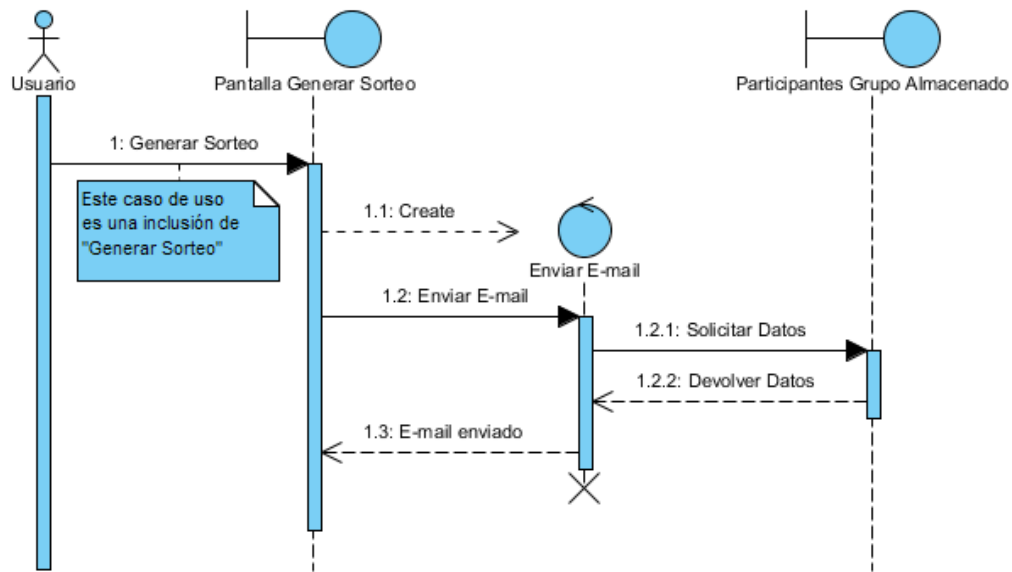 Usuario
Pantalla Generar Sorteo
Participantes Grupo Almacenado
1: Generar Sorteo
Este caso de uso
es una inclusión de
"Generar Sorteo"
1.1: Create
Enviar E-mail
1.2: Enviar E-mail
1.2.1: Solicitar Datos
1.2.2: Devolver Datos
1.3: E-mail enviado